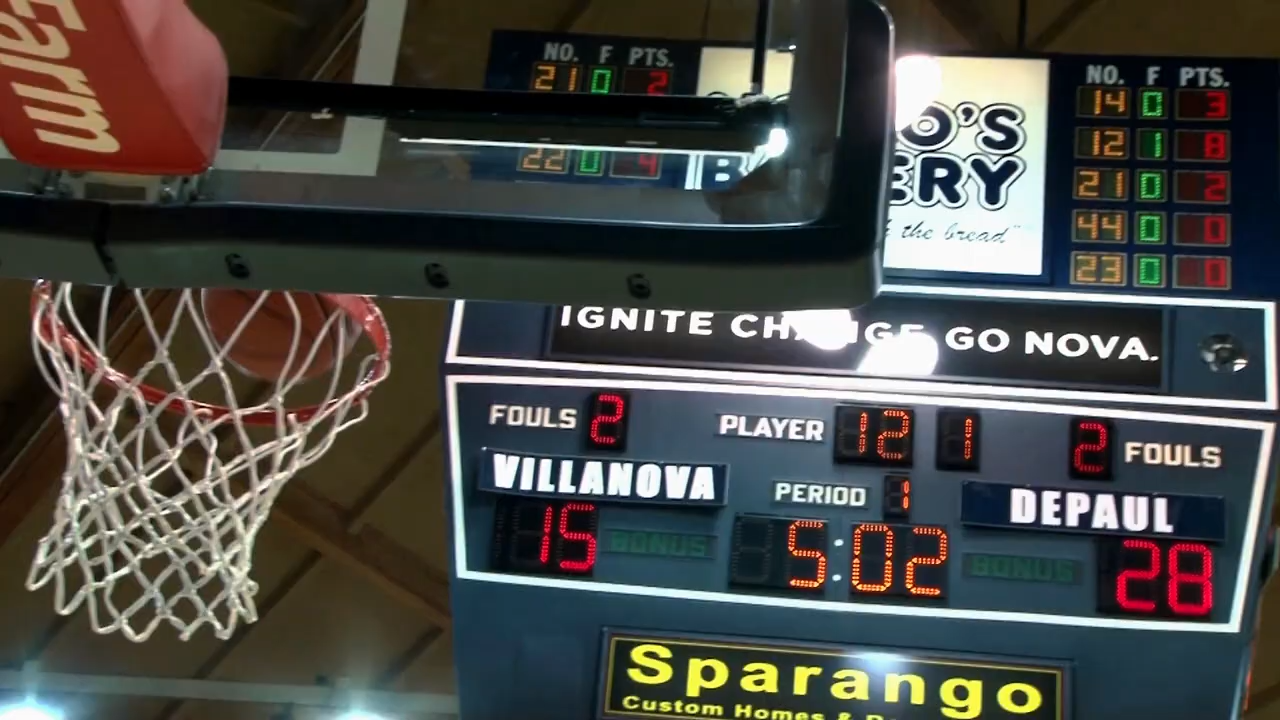 Farm
NO. F PTS.
21 0 2
22 0 4
B
O'S
ERY
the bread"
NO. F PTS.
14 0 3
12 1 8
21 0 2
44 0 0
23 0 0
IGNITE CHANGE GO NOVA.
FOULS 2 PLAYER 12 1 2 FOULS
VILLANOVA PERIOD 1 DEPAUL
15 BONUS 5:02 BONUS 28
Sparango
Custom Homes &